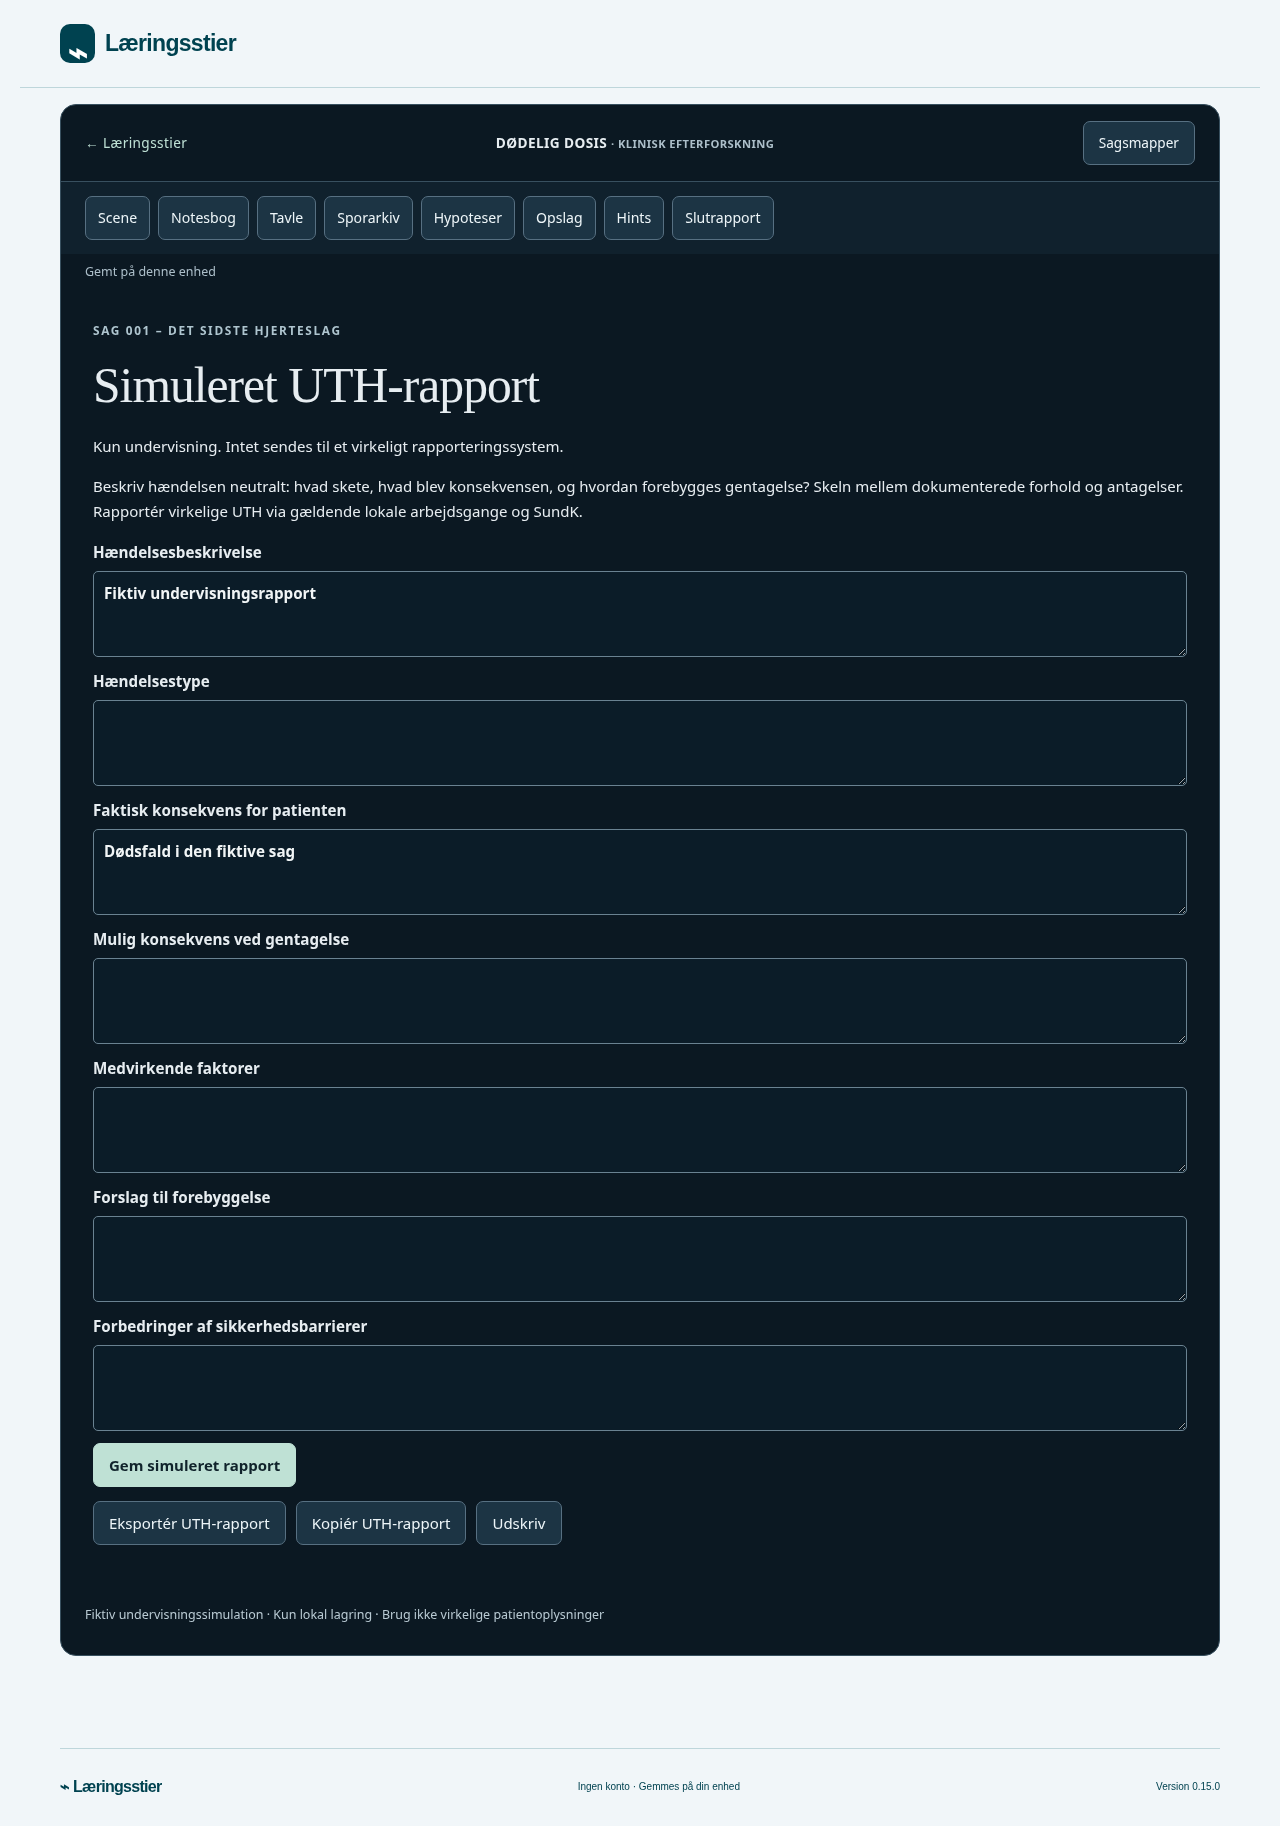 Læringsstier
← Læringsstier
DØDELIG DOSIS · KLINISK EFTERFORSKNING
Sagsmapper
Scene
Notesbog
Tavle
Sporarkiv
Hypoteser
Opslag
Hints
Slutrapport
Gemt på denne enhed
SAG 001 – DET SIDSTE HJERTESLAG
Simuleret UTH-rapport
Kun undervisning. Intet sendes til et virkeligt rapporteringssystem.
Beskriv hændelsen neutralt: hvad skete, hvad blev konsekvensen, og hvordan forebygges gentagelse? Skeln mellem dokumenterede forhold og antagelser.
Rapportér virkelige UTH via gældende lokale arbejdsgange og SundK.
Hændelsesbeskrivelse
Fiktiv undervisningsrapport
Hændelsestype
Faktisk konsekvens for patienten
Dødsfald i den fiktive sag
Mulig konsekvens ved gentagelse
Medvirkende faktorer
Forslag til forebyggelse
Forbedringer af sikkerhedsbarrierer
Gem simuleret rapport
Eksportér UTH-rapport
Kopiér UTH-rapport
Udskriv
Fiktiv undervisningssimulation · Kun lokal lagring · Brug ikke virkelige patientoplysninger
Læringsstier
Ingen konto · Gemmes på din enhed
Version 0.15.0